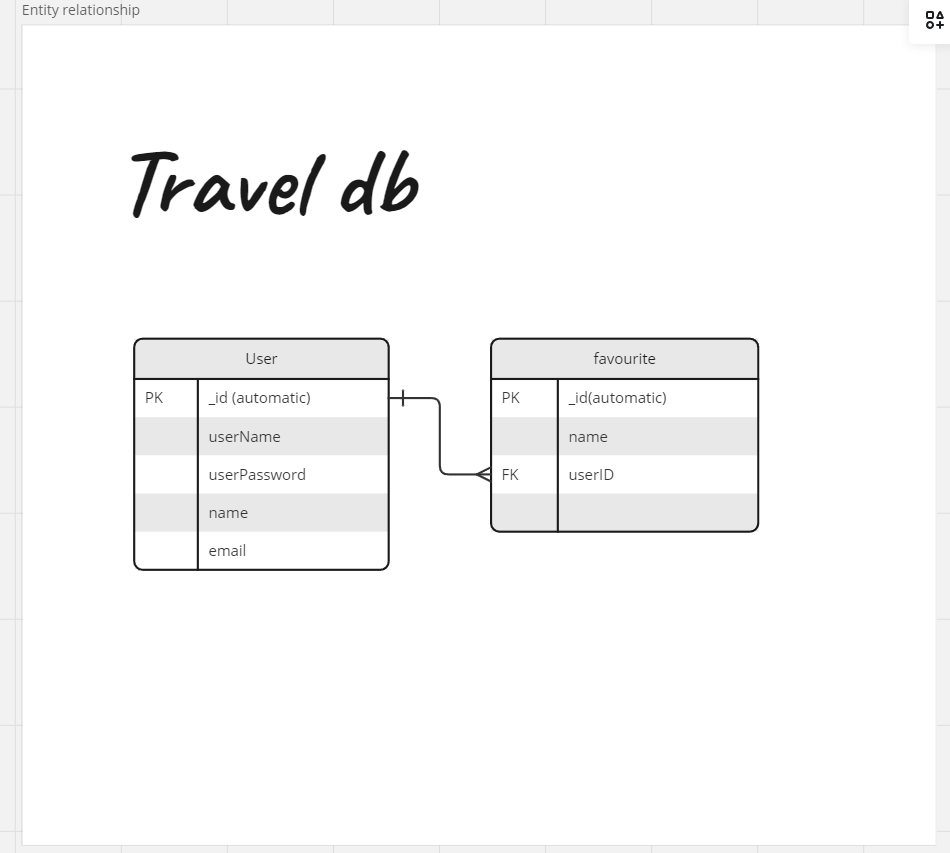 Entity relationship
Travel db
User
PK _id (automatic)
userName
userPassword
name
email
favourite
PK _id(automatic)
name
FK userID